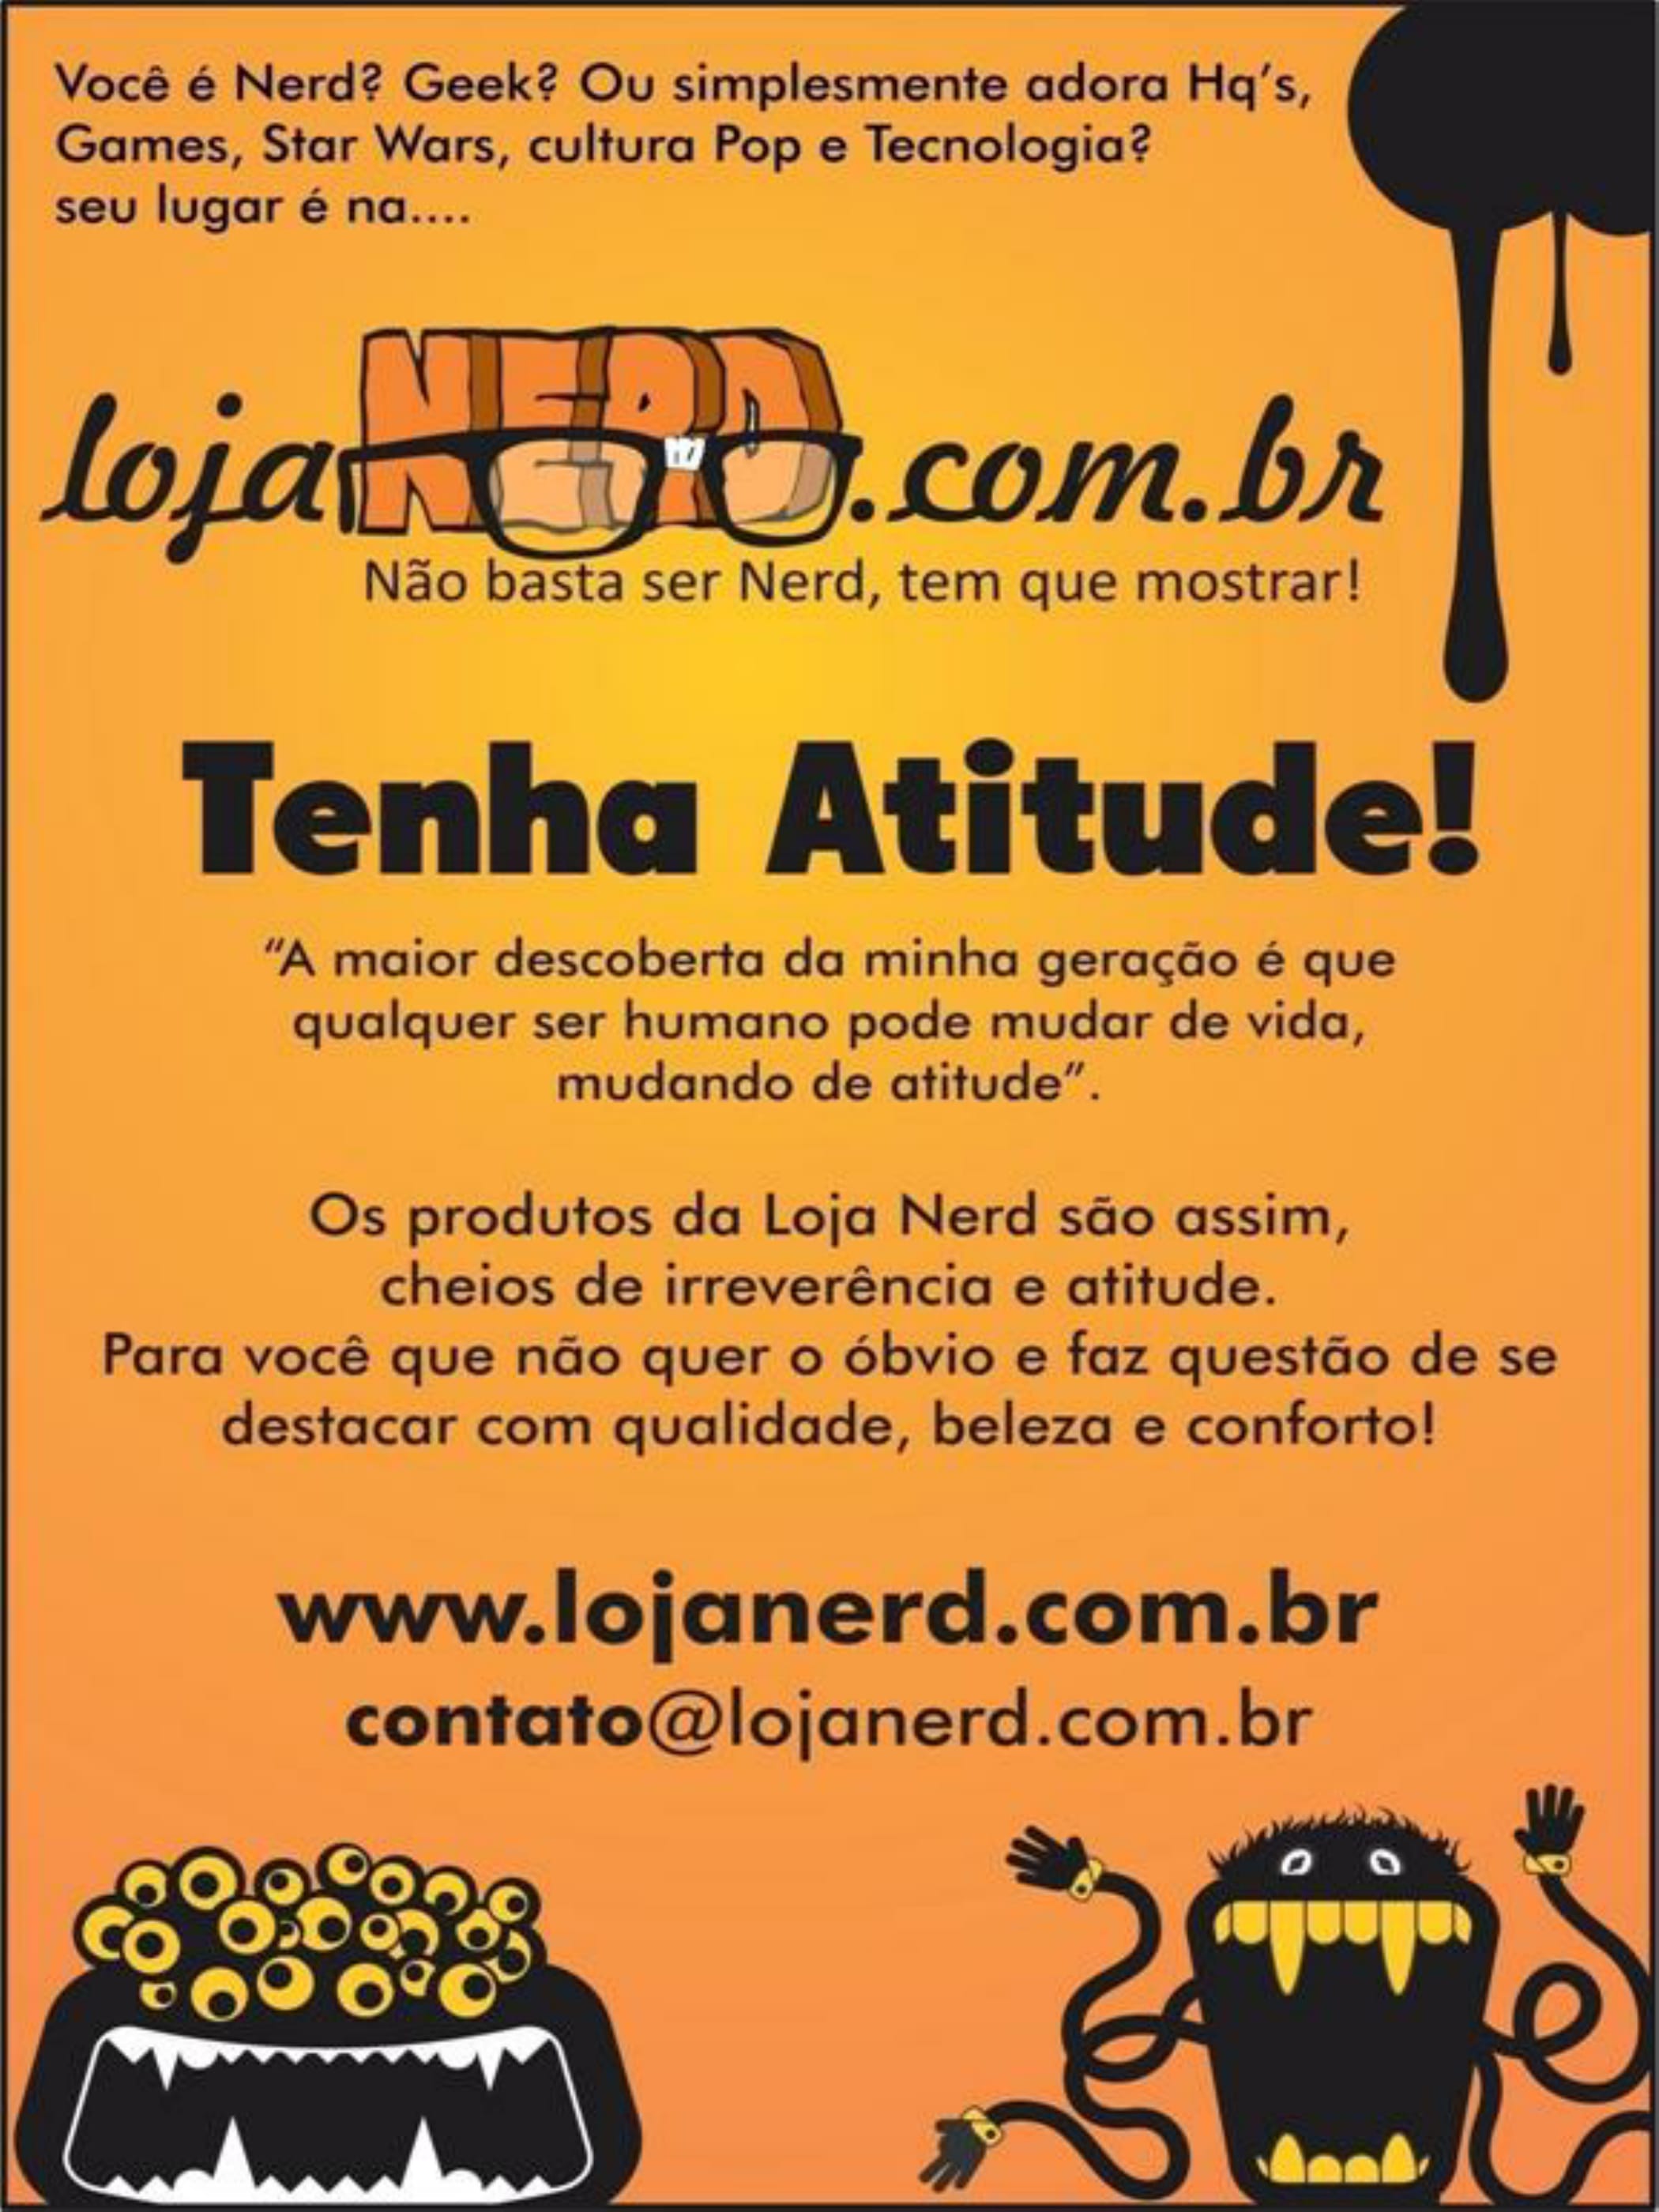 Você é Nerd? Geek? Ou simplesmente adora Hq's,
Games, Star Wars, cultura Pop e Tecnologia?
seu lugar é na....
lojaNERD.com.br
Não basta ser Nerd, tem que mostrar!
Tenha Atitude!
“A maior descoberta da minha geração é que
qualquer ser humano pode mudar de vida,
mudando de atitude”.
Os produtos da Loja Nerd são assim,
cheios de irreverência e atitude.
Para você que não quer o óbvio e faz questão de se
destacar com qualidade, beleza e conforto!
www.lojanerd.com.br
contato@lojanerd.com.br